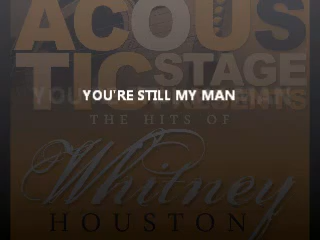 ACOUS
TIC STAGE
YOU'RE STILL MY MAN
THE HITS OF
Whitney
HOUSTON